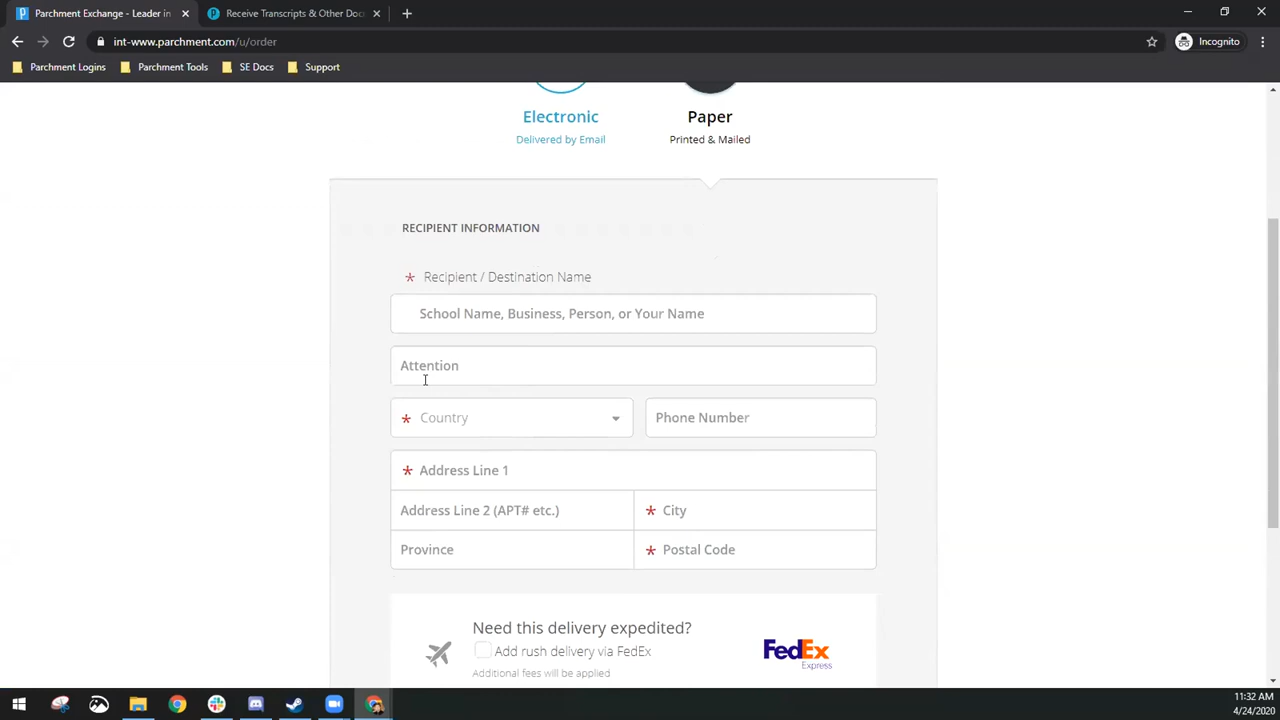 Parchment Exchange - Leader in
Receive Transcripts & Other Doc
int-www.parchment.com/u/order
Incognito
Parchment Logins
Parchment Tools
SE Docs
Support
Electronic
Paper
Delivered by Email
Printed & Mailed
RECIPIENT INFORMATION
* Recipient / Destination Name
School Name, Business, Person, or Your Name
Attention
* Country
Phone Number
* Address Line 1
Address Line 2 (APT# etc.)
* City
Province
* Postal Code
Need this delivery expedited?
Add rush delivery via FedEx
Additional fees will be applied
FedEx
Express
11:32 AM
4/24/2020